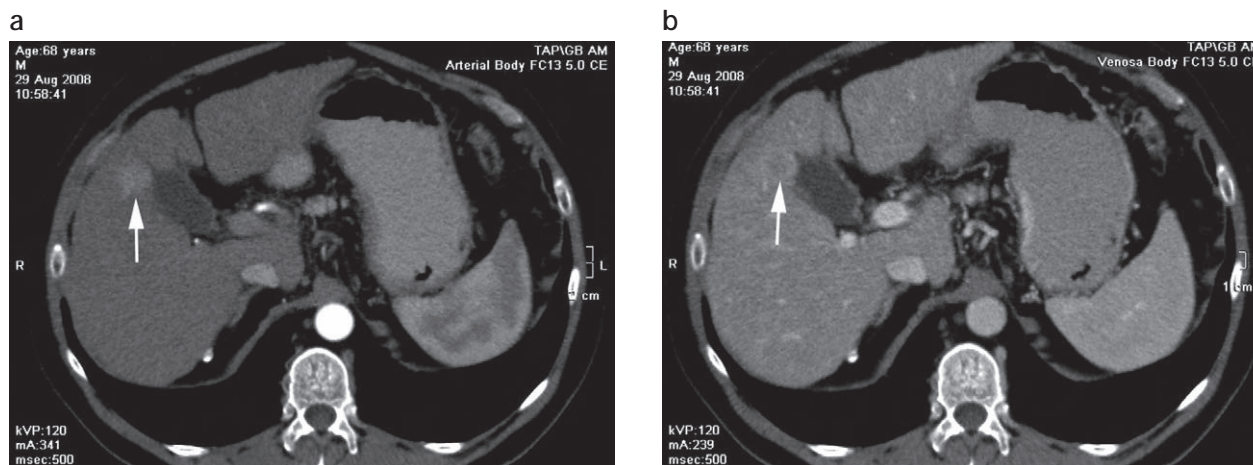 a
Age:68 years
M
29 Aug 2008
10:58:41
TAP\GB AM
Arterial Body FC13 5.0 CE
R
L
1 cm
kVP:120
mA:341
msec:500
b
Age:68 years
M
29 Aug 2008
10:58:41
TAP\GB AM
Venosa Body FC13 5.0 CE
R
1 cm
kVP:120
mA:239
msec:500